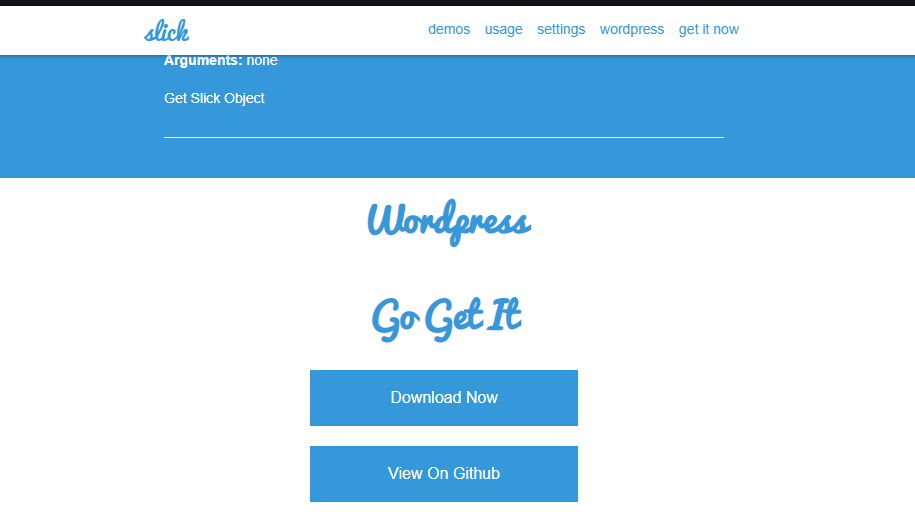 slick
demos usage settings wordpress get it now
Arguments: none
Get Slick Object
Wordpress
Go Get It
Download Now
View On Github